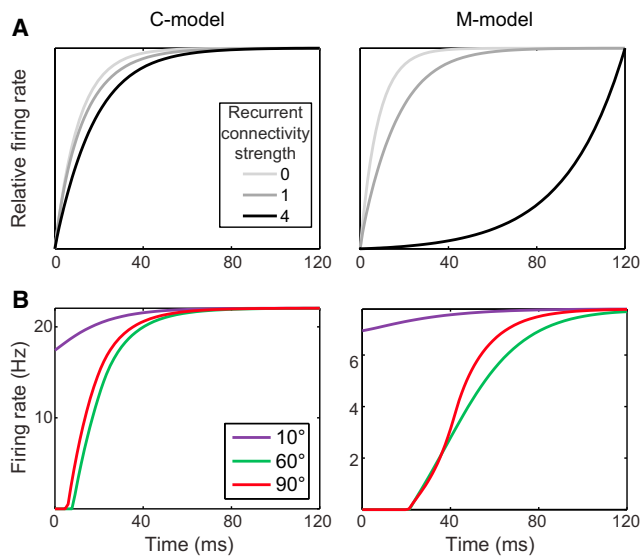 C-model
M-model
A
Relative firing rate
Recurrent
connectivity
strength
0
1
4
0
40
80
120
0
40
80
120
B
Firing rate (Hz)
20
10
10°
60°
90°
0
40
80
120
Time (ms)
6
4
2
0
40
80
120
Time (ms)